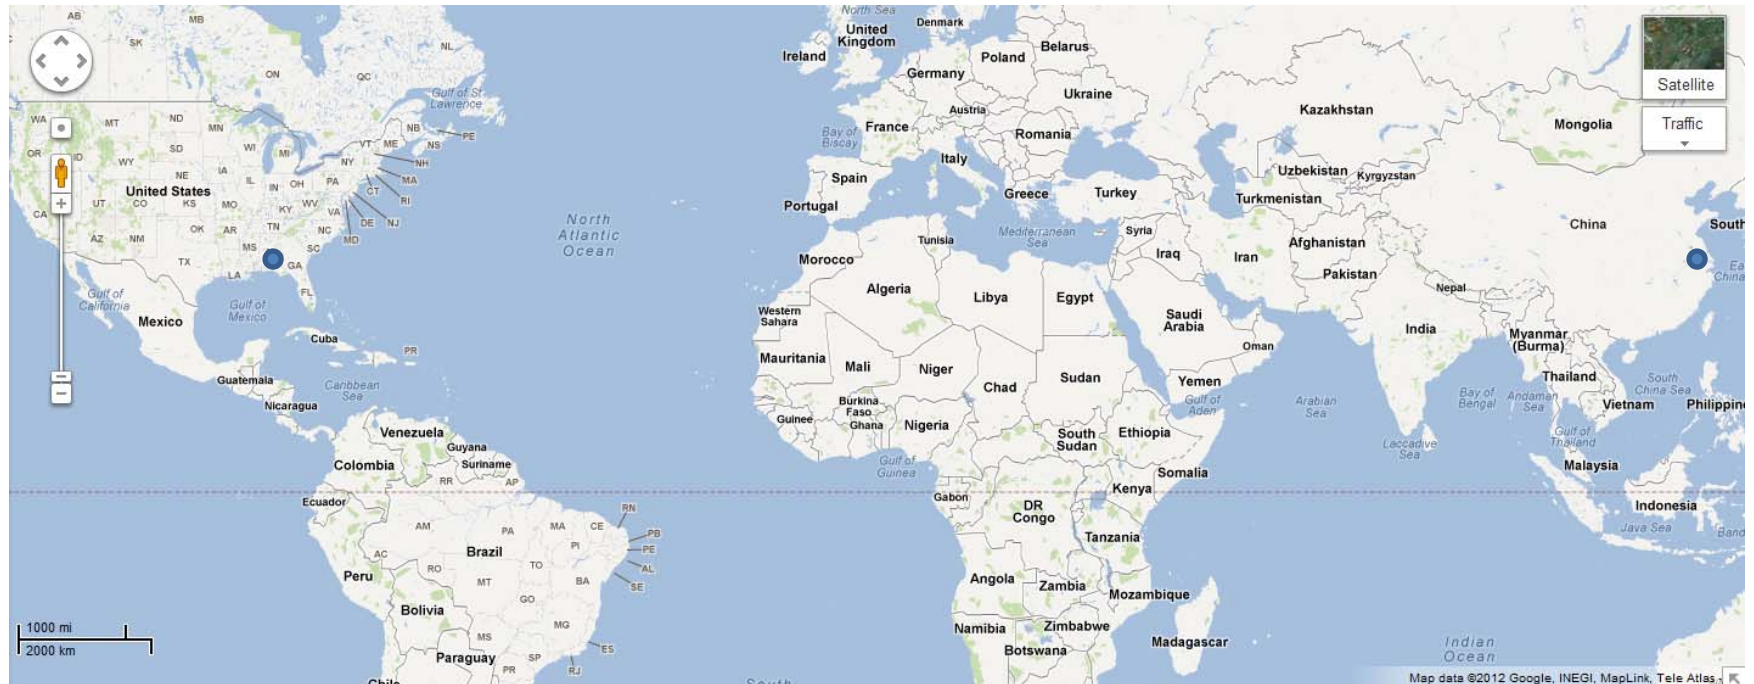 AB
MB
SK
ON
QC
NL
Gulf of St
Lawrence
NB
PE
WA
MT
ND
MN
VT
ME
NS
OR
ID
SD
WI
MI
NY
NH
WY
MA
NE
IA
IL
IN
OH
PA
CT
RI
United States
UT
CO
KS
MO
KY
WV
VA
DE
NJ
CA
MD
AZ
NM
OK
AR
TN
NC
MS
SC
TX
LA
GA
FL
Gulf of
California
Gulf of
Mexico
Mexico
Cuba
PR
Guatemala
Caribbean
Sea
Nicaragua
Venezuela
Guyana
Colombia
Suriname
RR
AP
Ecuador
AM
PA
MA
CE
RN
PB
PI
PE
AC
Brazil
RO
TO
AL
Peru
MT
BA
SE
GO
Bolivia
MG
MS
ES
Paraguay
SP
PR
RJ
Chile
1000 mi
2000 km
North
Atlantic
Ocean
South
North Sea
Denmark
United
Kingdom
Ireland
Belarus
Poland
Germany
Ukraine
Austria
Bay of
Biscay
France
Romania
Italy
Spain
Greece
Turkey
Portugal
Tunisia
Mediterranean
Sea
Syria
Morocco
Iraq
Iran
Algeria
Libya
Egypt
Western
Sahara
Saudi
Arabia
Oman
Mauritania
Mali
Niger
Chad
Sudan
Yemen
Gulf of
Aden
Burkina
Faso
Guinee
Ghana
Nigeria
South
Sudan
Ethiopia
Gulf of
Guinea
Somalia
Gabon
Kenya
DR
Congo
Tanzania
Angola
Zambia
Mozambique
Namibia
Zimbabwe
Botswana
Madagascar
Kazakhstan
Mongolia
Uzbekistan
Kyrgyzstan
Turkmenistan
China
South
Afghanistan
Pakistan
Nepal
Ea
China
India
Myanmar
(Burma)
Thailand
South
China Sea
Arabian
Sea
Bay of
Bengal
Andaman
Sea
Vietnam
Philippine
Laccadive
Sea
Gulf of
Thailand
Malaysia
Indonesia
Java Sea
Band
Indian
Ocean
Satellite
Traffic
Map data ©2012 Google, INEGI, MapLink, Tele Atlas